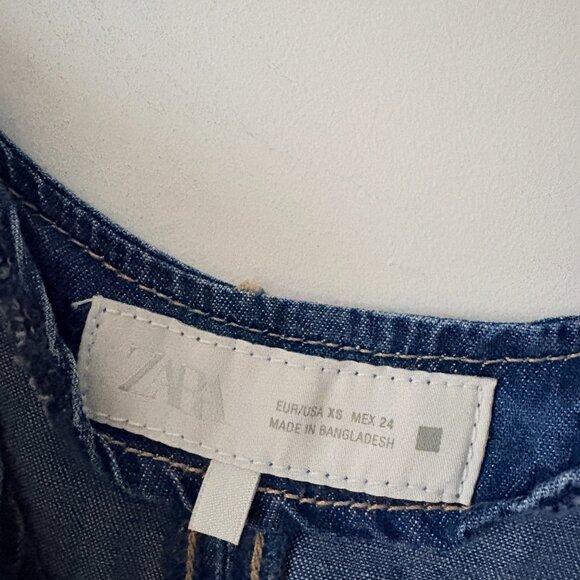 ZARA
EUR/USA XS MEX 24
MADE IN BANGLADESH